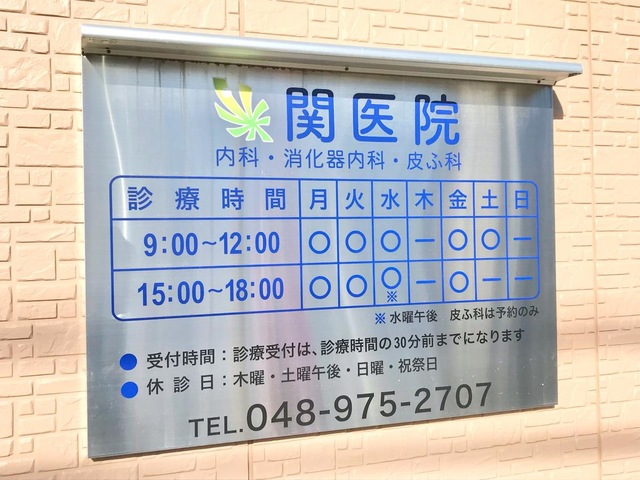 関医院
内科・消化器内科・皮ふ科
診療時間 月 火 水 木 金 土 日
9:00~12:00 ○ ○ ○ ー ○ ○ ー
15:00~18:00 ○ ○ ○※ ー ○ ー ー
※水曜午後 皮ふ科は予約のみ
● 受付時間:診療受付は、診療時間の30分前までになります
● 休診日:木曜・土曜午後・日曜・祝祭日
TEL.048-975-2707